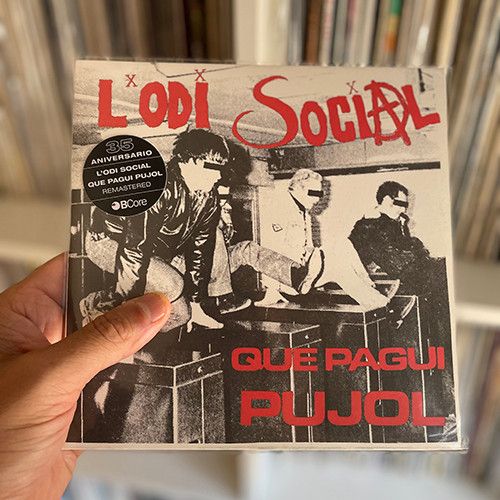 L'ODI SOCIAL
35
ANIVERSARIO
L'ODI SOCIAL
QUE PAGUI PUJOL
REMASTERED
BCore
QUE PAGUI
PUJOL